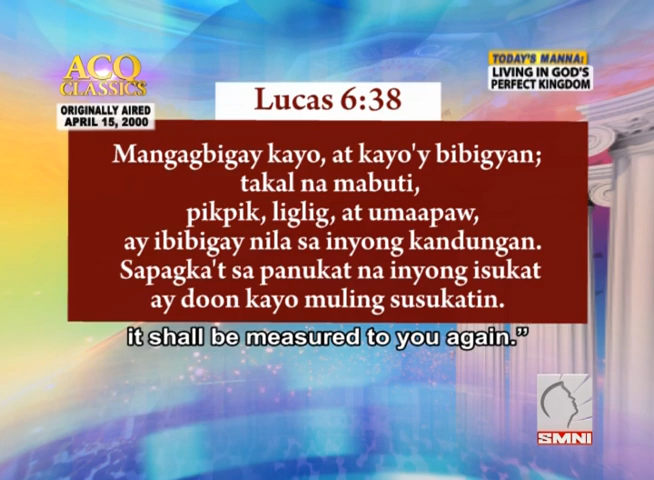 ACQ
CLASSICS
ORIGINALLY AIRED
APRIL 15, 2000
TODAY'S MANNA:
LIVING IN GOD'S
PERFECT KINGDOM
Lucas 6:38
Mangagbigay kayo, at kayo'y bibigyan;
takal na mabuti,
pikpik, liglig, at umaapaw,
ay ibibigay nila sa inyong kandungan.
Sapagka't sa panukat na inyong isukat
ay doon kayo muling susukatin.
it shall be measured to you again.”
SMNI